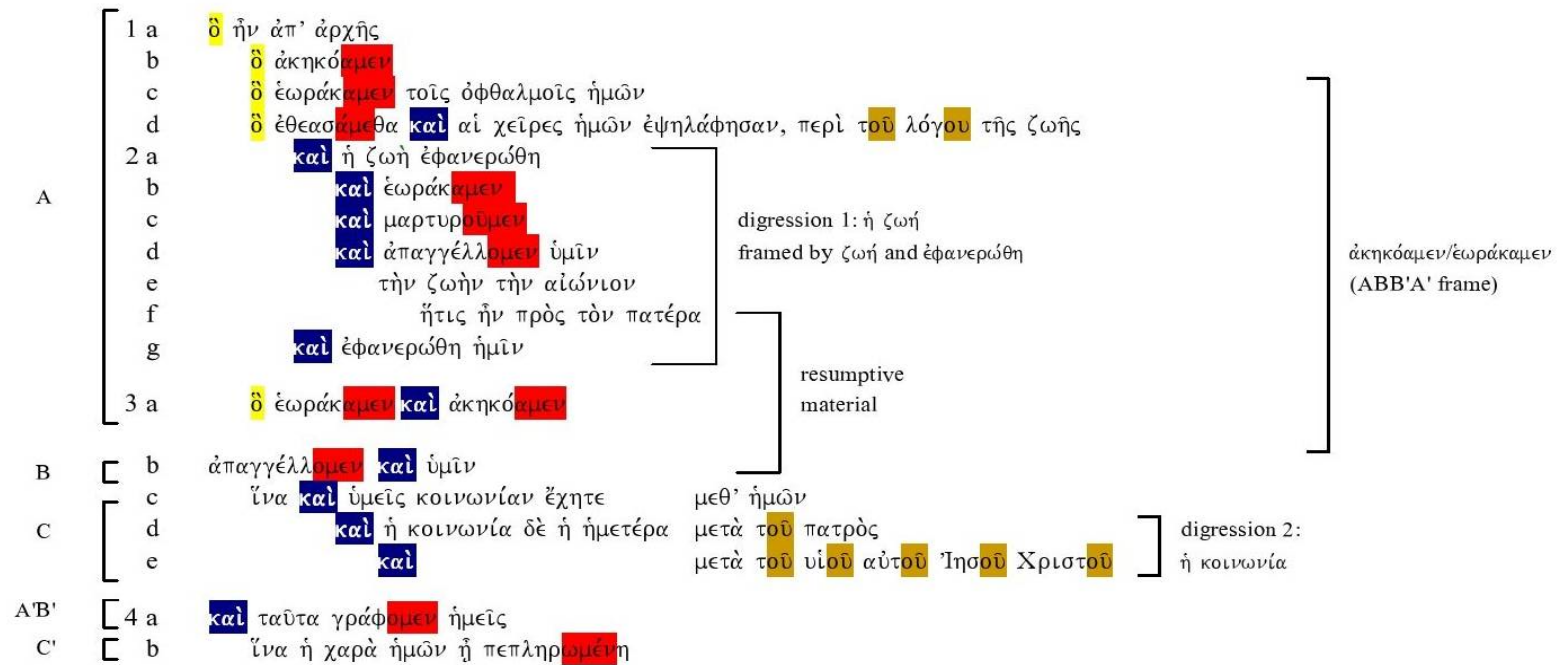 1 a ὃ ἦν ἀπ’ ἀρχῆς
b ὃ ἀκηκόαμεν
c ὃ ἑωράκαμεν τοῖς ὀφθαλμοῖς ἡμῶν
d ὃ ἐθεασάμεθα καὶ αἱ χεῖρες ἡμῶν ἐψηλάφησαν, περὶ τοῦ λόγου τῆς ζωῆς
2 a καὶ ἡ ζωὴ ἐφανερώθη
b καὶ ἑωράκαμεν
A
c καὶ μαρτυροῦμεν
digression 1: ἡ ζωή
d καὶ ἀπαγγέλλομεν ὑμῖν
framed by ζωή and ἐφανερώθη
ἀκηκόαμεν/ἑωράκαμεν
e τὴν ζωὴν τὴν αἰώνιον
(ABB'A' frame)
f ἥτις ἦν πρὸς τὸν πατέρα
g καὶ ἐφανερώθη ἡμῖν
resumptive
material
3 a ὃ ἑωράκαμεν καὶ ἀκηκόαμεν
B
b ἀπαγγέλλομεν καὶ ὑμῖν
c ἵνα καὶ ὑμεῖς κοινωνίαν ἔχητε μεθ’ ἡμῶν
C
d καὶ ἡ κοινωνία δὲ ἡ ἡμετέρα μετὰ τοῦ πατρὸς
digression 2:
e καὶ μετὰ τοῦ υἱοῦ αὐτοῦ Ἰησοῦ Χριστοῦ
ἡ κοινωνία
A'B'
4 a καὶ ταῦτα γράφομεν ἡμεῖς
C'
b ἵνα ἡ χαρὰ ἡμῶν ᾖ πεπληρωμένη